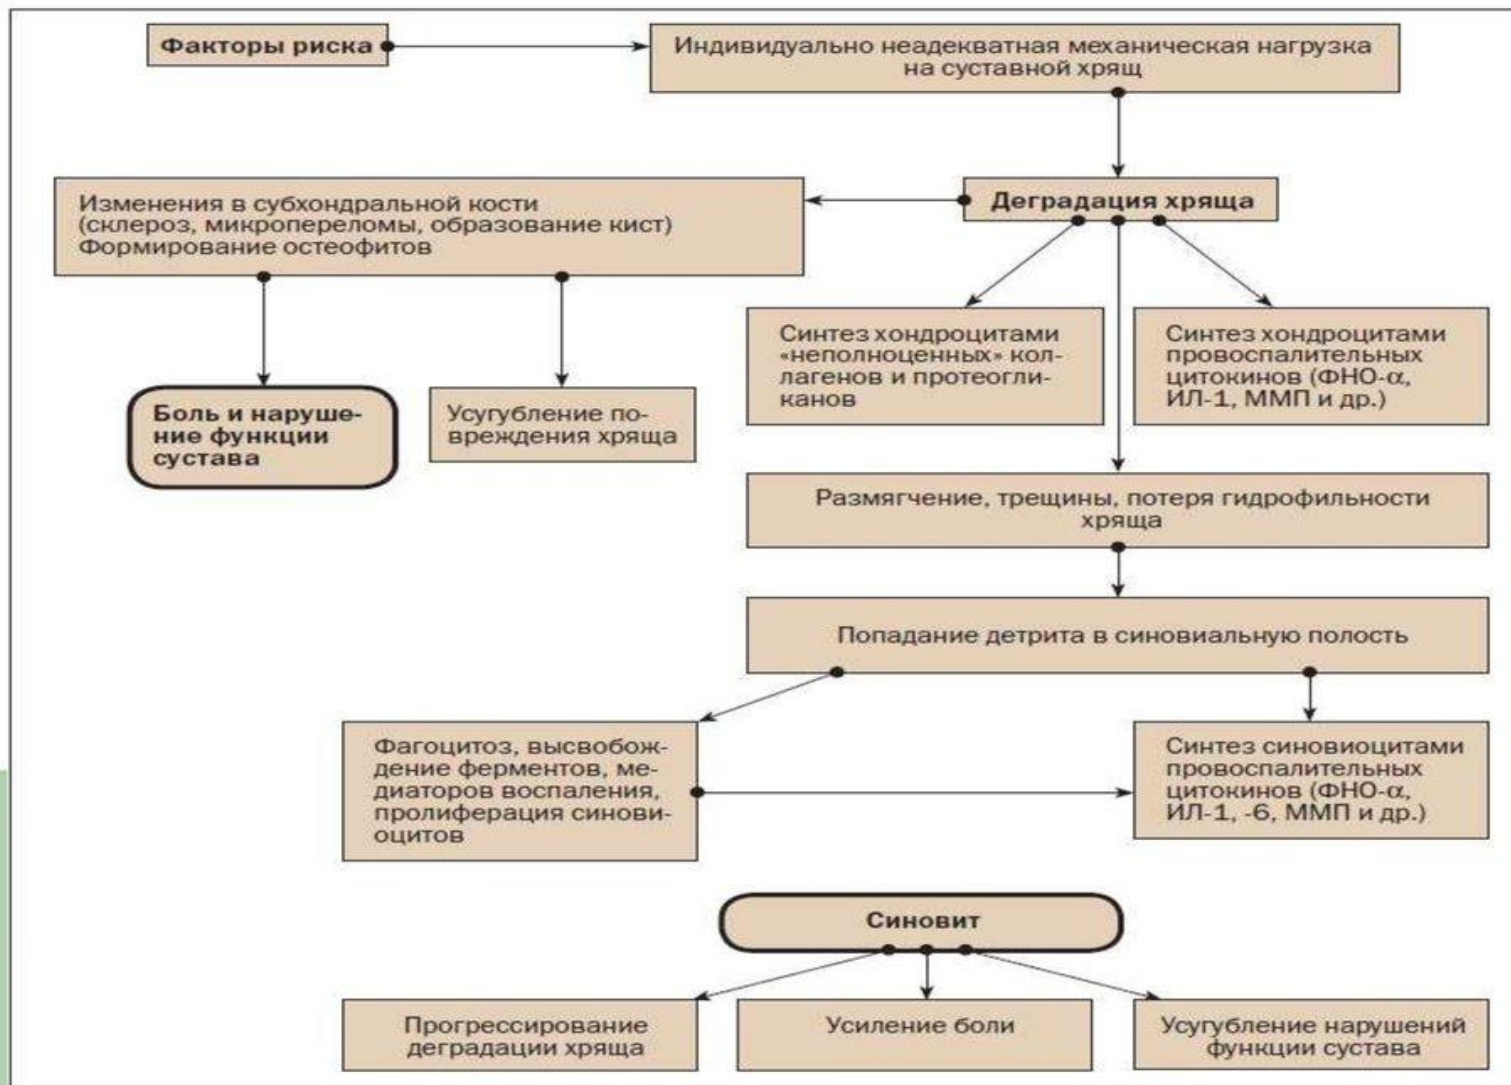 Факторы риска
Индивидуально неадекватная механическая нагрузка
на суставной хрящ
Деградация хряща
Изменения в субхондральной кости
(склероз, микропереломы, образование кист)
Формирование остеофитов
Синтез хондроцитами
«неполноценных» кол-
лагенов и протеогли-
канов
Синтез хондроцитами
провоспалительных
цитокинов (ФНО-α,
ИЛ-1, ММП и др.)
Боль и наруше-
ние функции
сустава
Усугубление по-
вреждения хряща
Размягчение, трещины, потеря гидрофильности
хряща
Попадание детрита в синовиальную полость
Фагоцитоз, высвобож-
дение ферментов, ме-
диаторов воспаления,
пролиферация синови-
оцитов
Синтез синовиоцитами
провоспалительных
цитокинов (ФНО-α,
ИЛ-1, -6, ММП и др.)
Синовит
Прогрессирование
деградации хряща
Усиление боли
Усугубление нарушений
функции сустава